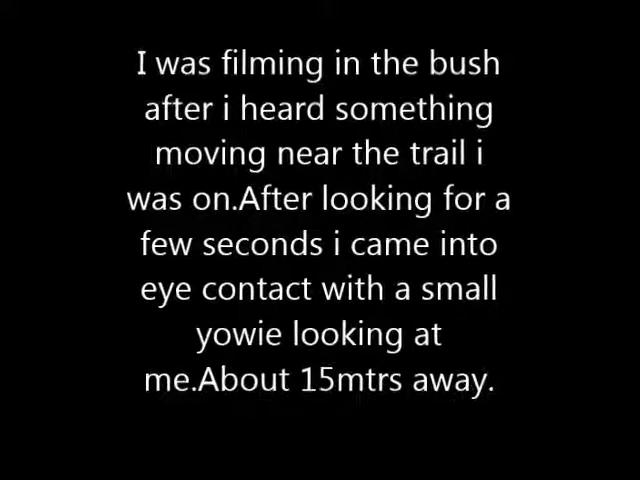 I was filming in the bush
after i heard something
moving near the trail i
was on.After looking for a
few seconds i came into
eye contact with a small
yowie looking at
me.About 15mtrs away.